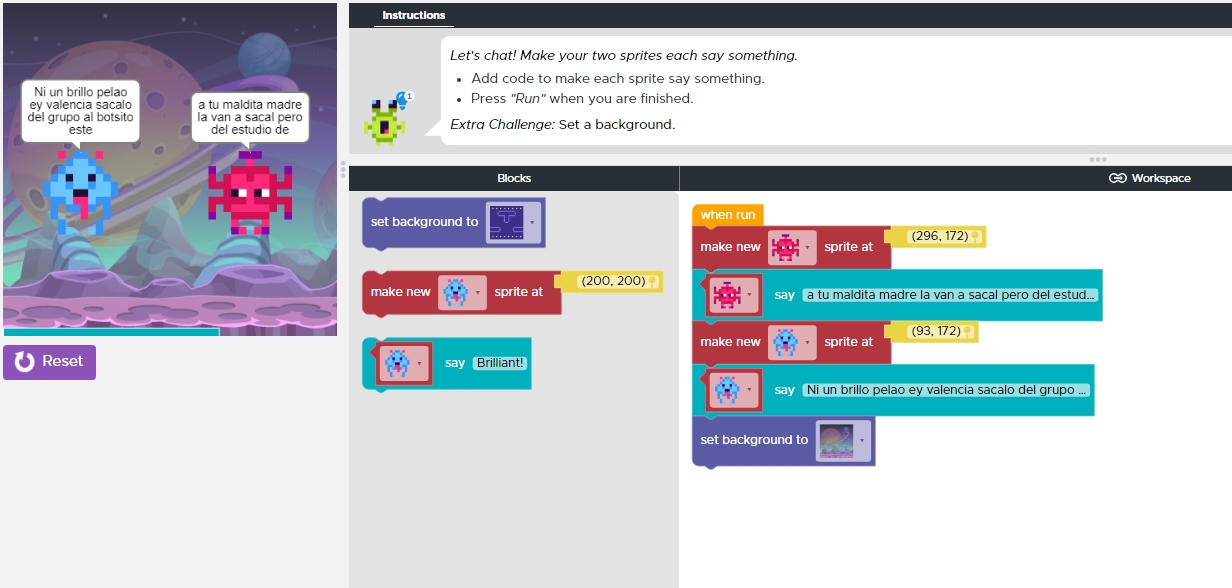 Ni un brillo pelao
ey valencia sacalo
del grupo al botsito
este
a tu maldita madre
la van a sacal pero
del estudio de
Reset
Instructions
Let's chat! Make your two sprites each say something.
Add code to make each sprite say something.
Press "Run" when you are finished.
Extra Challenge: Set a background.
1
Blocks
Workspace
set background to
make new sprite at (200, 200)
say Brilliant!
when run
make new sprite at (296, 172)
say a tu maldita madre la van a sacal pero del estud...
make new sprite at (93, 172)
say Ni un brillo pelao ey valencia sacalo del grupo ...
set background to